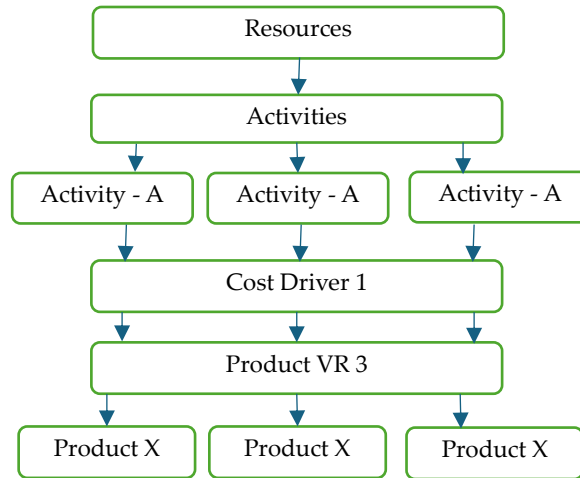 Resources
Activities
Activity - A
Activity - A
Activity - A
Cost Driver 1
Product VR 3
Product X
Product X
Product X